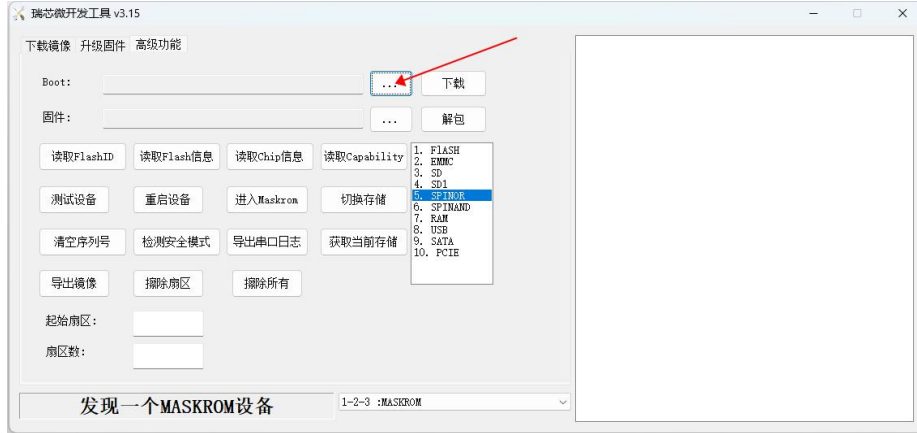 瑞芯微开发工具 v3.15
下载镜像 升级固件 高级功能
Boot: ... 下载
固件: ... 解包
读取FlashID 读取Flash信息 读取Chip信息 读取Capability
测试设备 重启设备 进入Maskrom 切换存储
清空序列号 检测安全模式 导出串口日志 获取当前存储
导出镜像 擦除扇区 擦除所有
1. FlASH
2. EMMC
3. SD
4. SD1
5. SPINOR
6. SPINAND
7. RAM
8. USB
9. SATA
10. PCIE
起始扇区:
扇区数:
发现一个MASKROM设备 1-2-3 :MASKROM